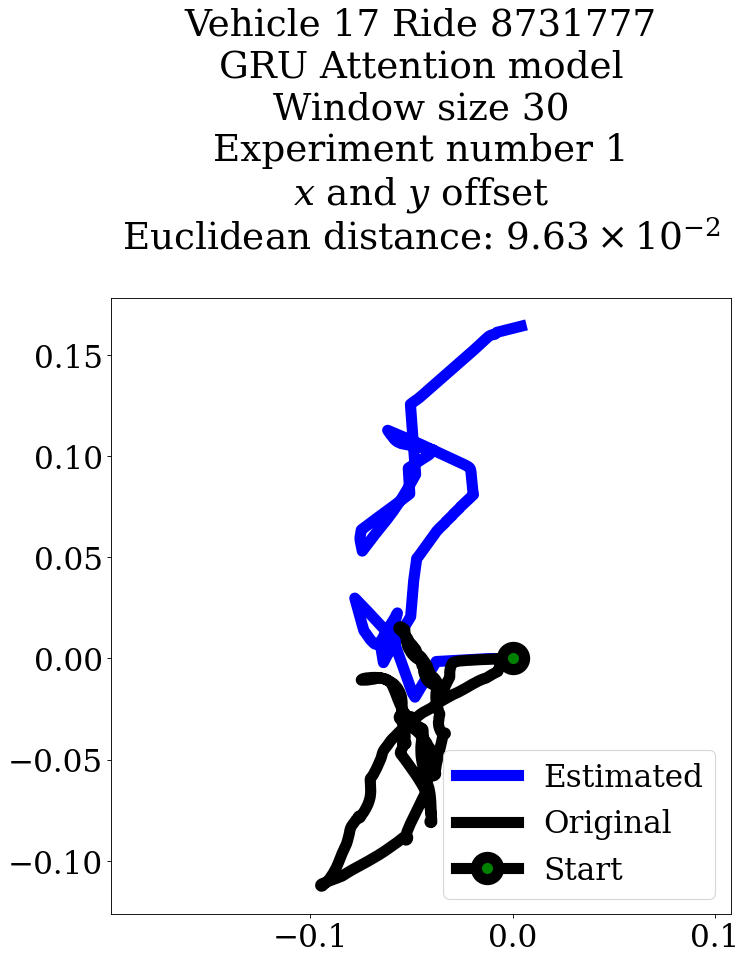 Vehicle 17 Ride 8731777
GRU Attention model
Window size 30
Experiment number 1
x and y offset
Euclidean distance: 9.63 × 10⁻²
0.15
0.10
0.05
0.00
−0.05
−0.10
Estimated
Original
Start
−0.1
0.0
0.1